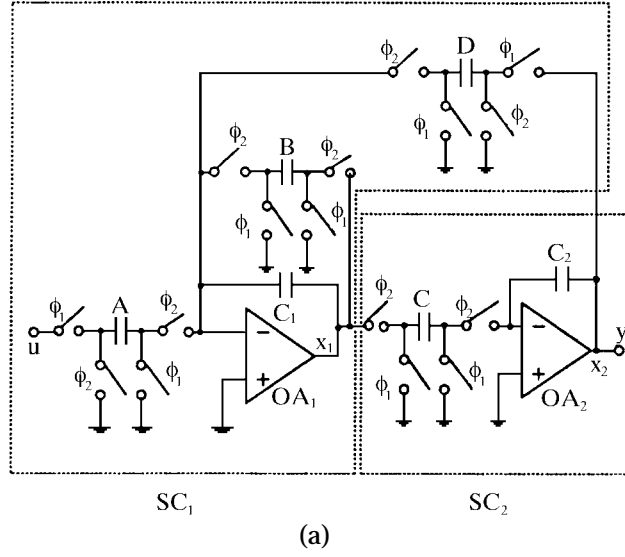 ϕ₂ D ϕ₁
ϕ₁ ϕ₂
ϕ₂ B ϕ₂
ϕ₁ ϕ₁
C₁ C₂
ϕ₁ A ϕ₂ ϕ₂ C ϕ₂
u x₁ y
ϕ₂ ϕ₁ OA₁ ϕ₁ ϕ₁ OA₂ x₂
SC₁ SC₂
(a)